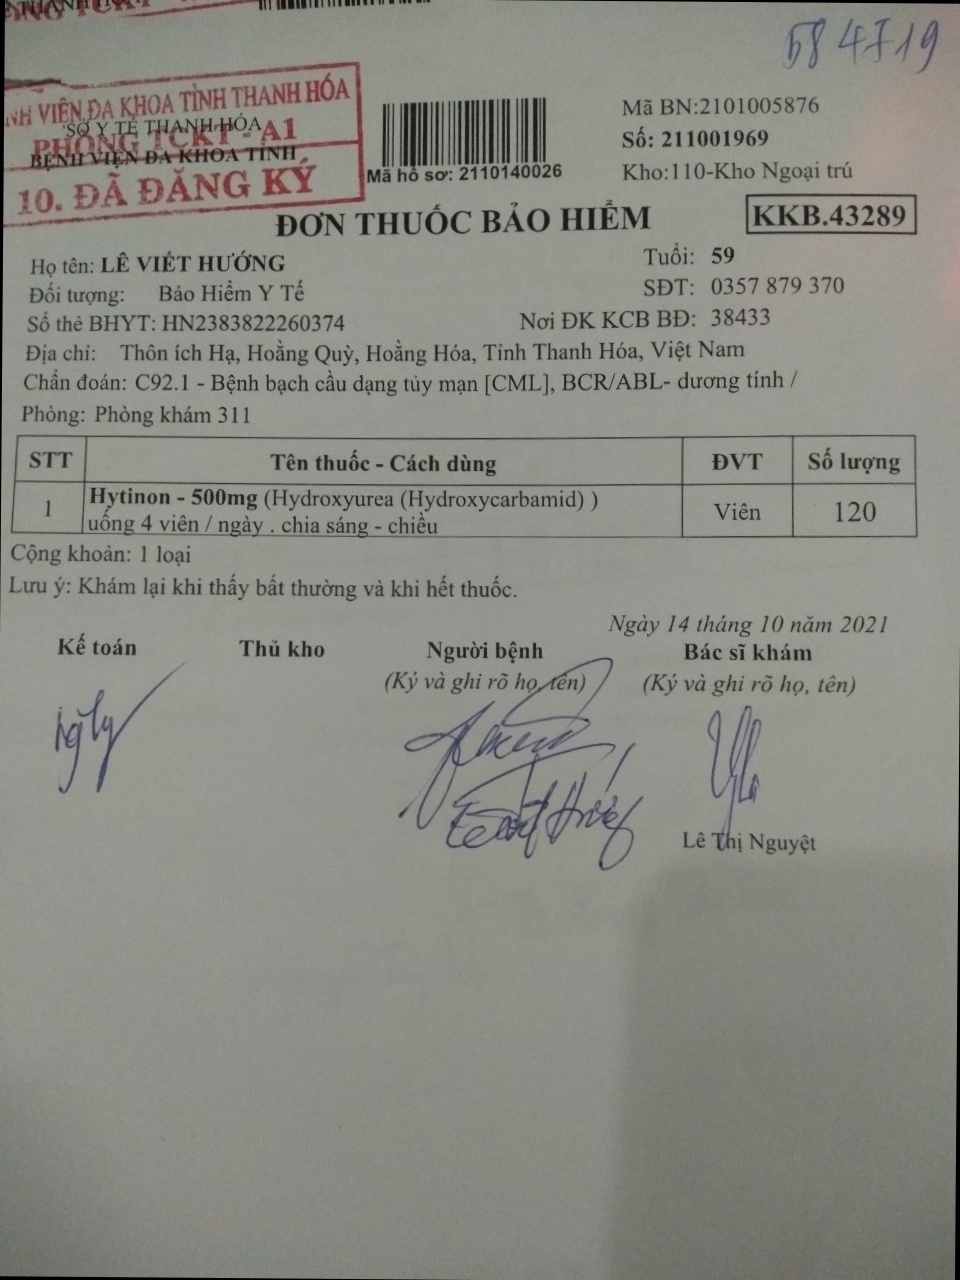 584719
NH VIỆN ĐA KHOA TỈNH THANH HÓA
SỞ Y TẾ THANH HÓA
PHÒNG TCKT - A1
BỆNH VIỆN ĐA KHOA TỈNH
10. ĐÃ ĐĂNG KÝ
Mã hồ sơ: 2110140026
Mã BN:2101005876
Số: 211001969
Kho:110-Kho Ngoại trú
ĐƠN THUỐC BẢO HIỂM
KKB.43289
Họ tên: LÊ VIẾT HƯỚNG Tuổi: 59
Đối tượng: Bảo Hiểm Y Tế SĐT: 0357 879 370
Số thẻ BHYT: HN2383822260374 Nơi ĐK KCB BĐ: 38433
Địa chỉ: Thôn ích Hạ, Hoằng Quỳ, Hoằng Hóa, Tỉnh Thanh Hóa, Việt Nam
Chẩn đoán: C92.1 - Bệnh bạch cầu dạng tủy mạn [CML], BCR/ABL- dương tính /
Phòng: Phòng khám 311
STT Tên thuốc - Cách dùng ĐVT Số lượng
1 Hytinon - 500mg (Hydroxyurea (Hydroxycarbamid) ) Viên 120
uống 4 viên / ngày . chia sáng - chiều
Cộng khoản: 1 loại
Lưu ý: Khám lại khi thấy bất thường và khi hết thuốc.
Ngày 14 tháng 10 năm 2021
Kế toán Thủ kho Người bệnh Bác sĩ khám
(Ký và ghi rõ họ, tên) (Ký và ghi rõ họ, tên)
Lê Thị Nguyệt